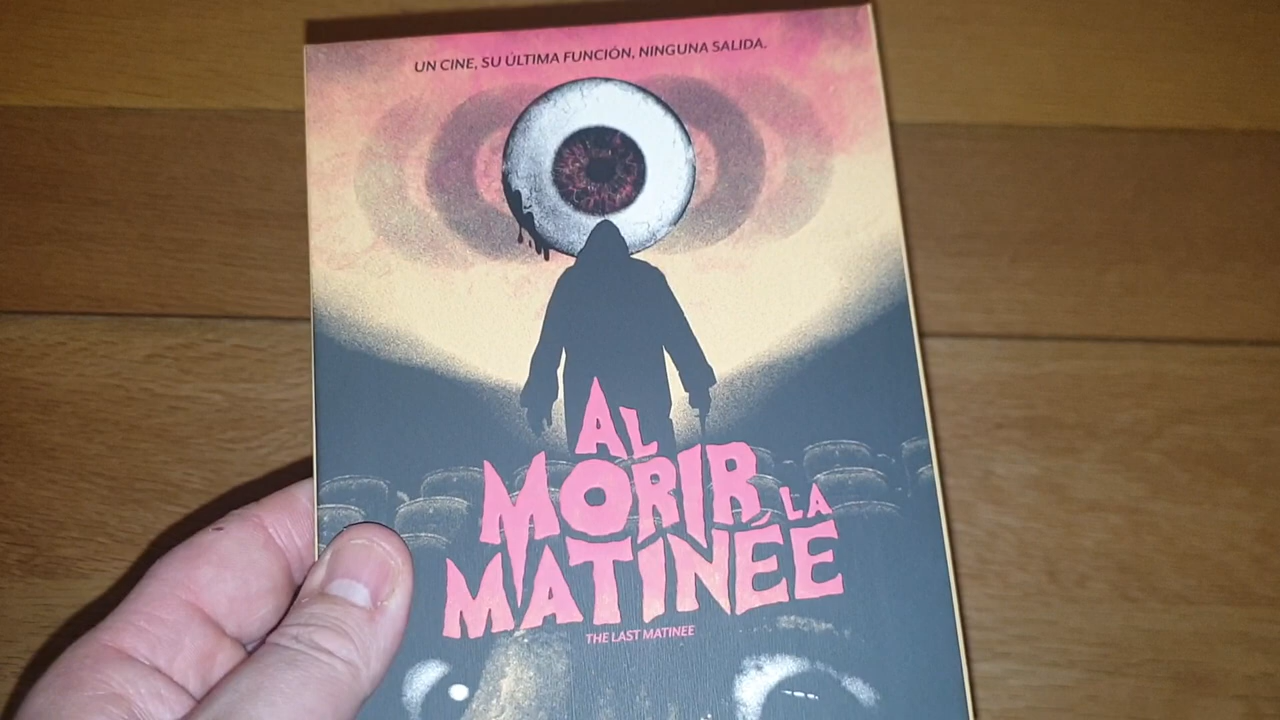 UN CINE, SU ÚLTIMA FUNCIÓN, NINGUNA SALIDA.
AL
MORIR LA
MATINÉE
THE LAST MATINEE